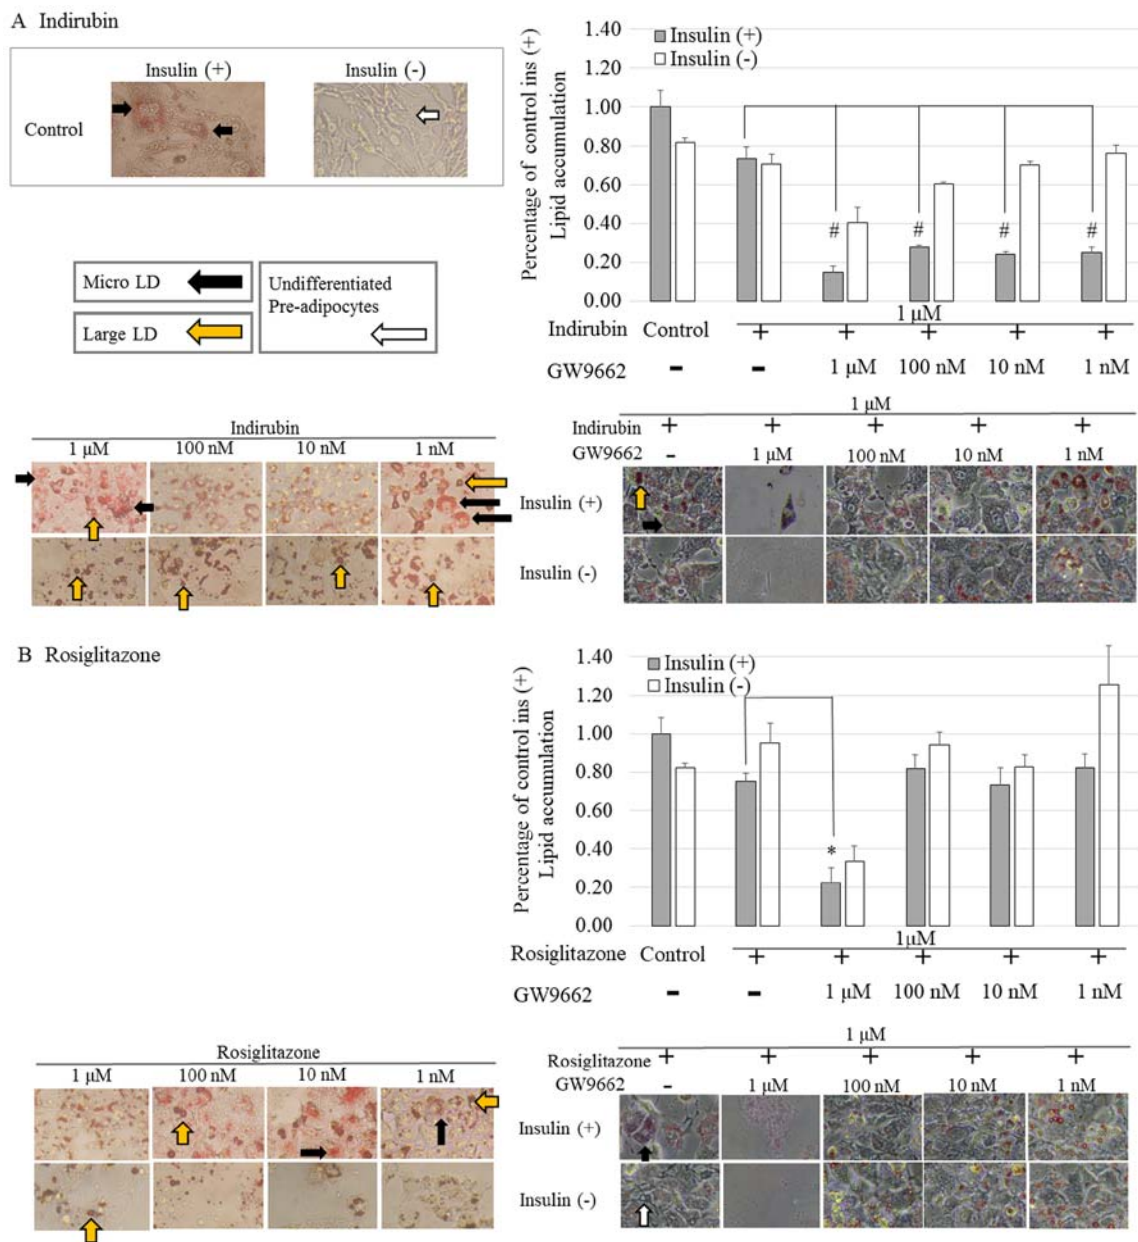 A Indirubin
Insulin (+)
Insulin (-)
Control
Micro LD
Large LD
Undifferentiated
Pre-adipocytes
Percentage of control ins (+)
Lipid accumulation
1.40
1.20
1.00
0.80
0.60
0.40
0.20
0.00
Insulin (+)
Insulin (-)
# # # #
1 μM
Indirubin Control + + + + +
GW9662 - - 1 μM 100 nM 10 nM 1 nM
Indirubin
1 μM 100 nM 10 nM 1 nM
1 μM
Indirubin + + + + +
GW9662 - 1 μM 100 nM 10 nM 1 nM
Insulin (+)
Insulin (-)
B Rosiglitazone
Percentage of control ins (+)
Lipid accumulation
1.40
1.20
1.00
0.80
0.60
0.40
0.20
0.00
Insulin (+)
Insulin (-)
*
1μM
Rosiglitazone Control + + + + +
GW9662 - - 1 μM 100 nM 10 nM 1 nM
Rosiglitazone
1 μM 100 nM 10 nM 1 nM
1 μM
Rosiglitazone + + + + +
GW9662 - 1 μM 100 nM 10 nM 1 nM
Insulin (+)
Insulin (-)